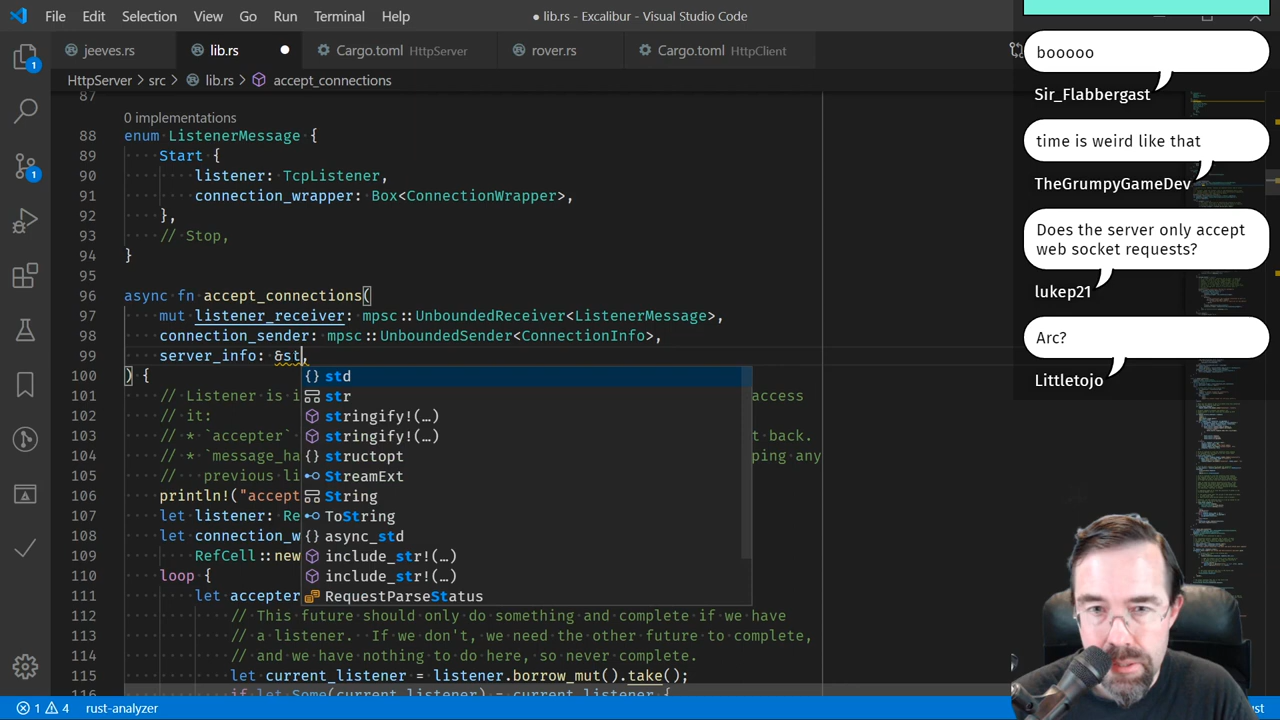 File Edit Selection View Go Run Terminal Help
● lib.rs - Excalibur - Visual Studio Code
jeeves.rs lib.rs Cargo.toml HttpServer rover.rs Cargo.toml HttpClient
HttpServer > src > lib.rs > accept_connections
87
0 implementations
88 enum ListenerMessage {
89 Start {
90 listener: TcpListener,
91 connection_wrapper: Box<ConnectionWrapper>,
92 },
93 // Stop,
94 }
95
96 async fn accept_connections(
97 mut listener_receiver: mpsc::UnboundedReceiver<ListenerMessage>,
98 connection_sender: mpsc::UnboundedSender<ConnectionInfo>,
99 server_info: &st,
100 ) {
101 // Listener is i access
102 // it:
103 // * `accepter` t back.
104 // * `message_ha ping any
105 // previous li
106 println!("accept
107 let listener: Re
108 let connection_w
109 RefCell::new
110 loop {
111 let accepter
112 // This future should only do something and complete if we have
113 // a listener. If we don't, we need the other future to complete,
114 // and we have nothing to do here, so never complete.
115 let current_listener = listener.borrow_mut().take();
116 if let Some(current_listener) = current_listener {
std
str
stringify!(…)
stringify!(…)
structopt
StreamExt
String
ToString
async_std
include_str!(…)
include_str!(…)
RequestParseStatus
booooo
Sir_Flabbergast
time is weird like that
TheGrumpyGameDev
Does the server only accept
web socket requests?
lukep21
Arc?
Littletojo
1
1
1 4 rust-analyzer